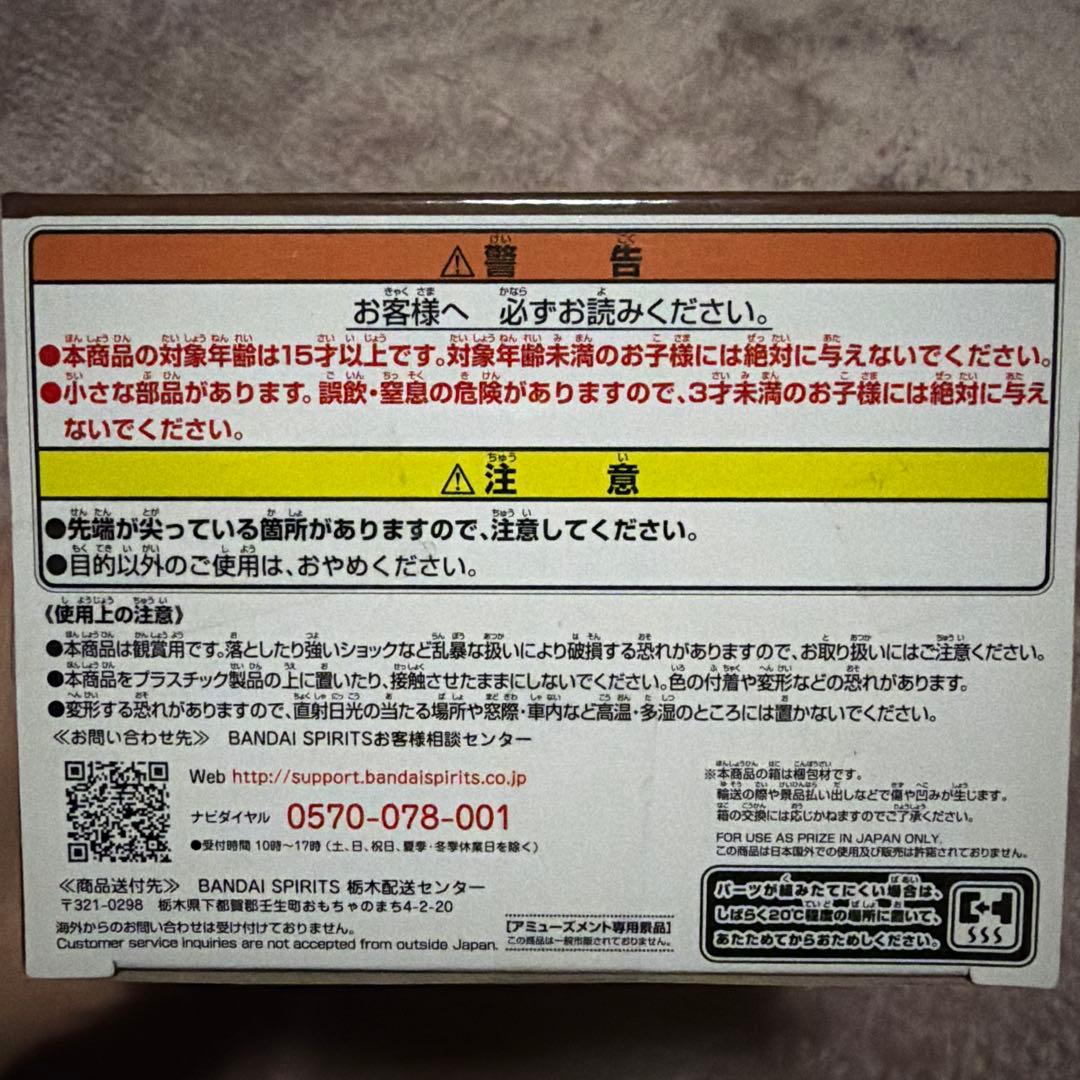 ⚠警告
お客様へ 必ずお読みください。
●本商品の対象年齢は15才以上です。対象年齢未満のお子様には絶対に与えないでください。
●小さな部品があります。誤飲・窒息の危険がありますので、3才未満のお子様には絶対に与え
ないでください。
⚠注意
●先端が尖っている箇所がありますので、注意してください。
●目的以外のご使用は、おやめください。
《使用上の注意》
●本商品は観賞用です。落としたり強いショックなど乱暴な扱いにより破損する恐れがありますので、お取り扱いにはご注意ください。
●本商品をプラスチック製品の上に置いたり、接触させたままにしないでください。色の付着や変形などの恐れがあります。
●変形する恐れがありますので、直射日光の当たる場所や窓際・車内など高温・多湿のところには置かないでください。
≪お問い合わせ先≫ BANDAI SPIRITSお客様相談センター
Web http://support.bandaispirits.co.jp
ナビダイヤル 0570-078-001
●受付時間 10時〜17時（土、日、祝日、夏季・冬季休業日を除く）
≪商品送付先≫ BANDAI SPIRITS 栃木配送センター
〒321-0298 栃木県下都賀郡壬生町おもちゃのまち4-2-20
海外からのお問い合わせは受け付けておりません。
Customer service inquiries are not accepted from outside Japan.
【アミューズメント専用景品】
この商品は一般市販されておりません。
※本商品の箱は梱包材です。
輸送の際や景品払い出しなどで傷や凹みが生じます。
箱の交換には応じかねますのでご了承ください。
FOR USE AS PRIZE IN JAPAN ONLY.
この商品は日本国外での使用及び販売は許諾されておりません。
パーツが組みたてにくい場合は、
しばらく20℃程度の場所に置いて、
あたためてからおためしください。